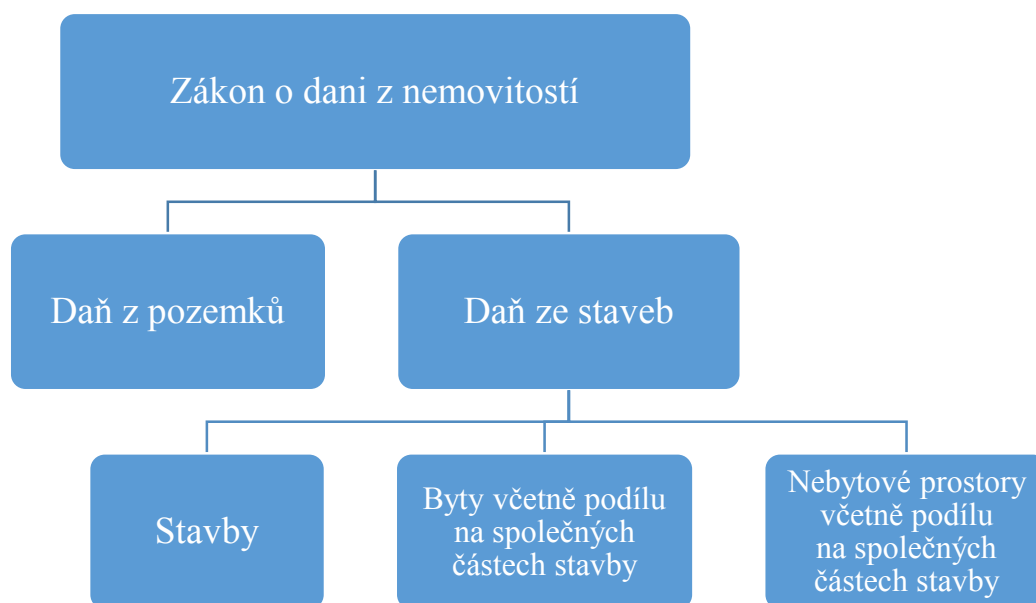 Zákon o dani z nemovitostí
Daň z pozemků
Daň ze staveb
Stavby
Byty včetně podílu
na společných
částech stavby
Nebytové prostory
včetně podílu
na společných
částech stavby